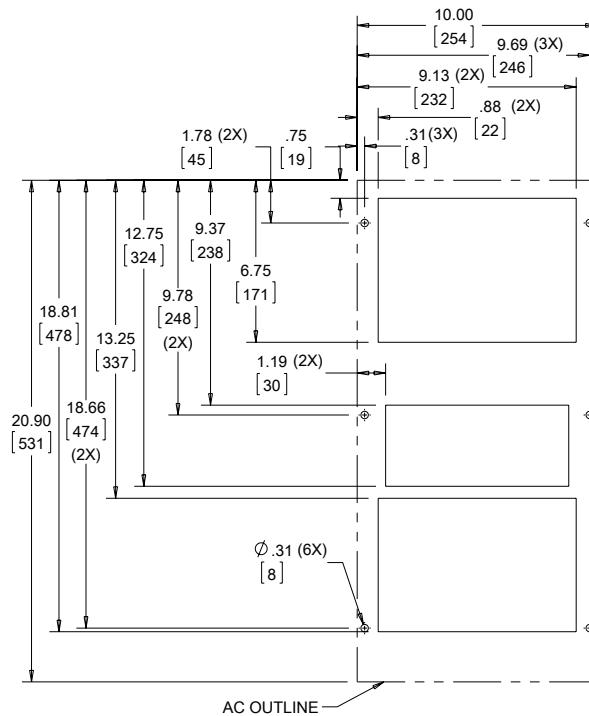 10.00
[254]
9.69 (3X)
[246]
9.13 (2X)
[232]
.88 (2X)
[22]
1.78 (2X)
[45]
.75
[19]
.31(3X)
[8]
12.75
[324]
9.37
[238]
6.75
[171]
9.78
[248]
(2X)
18.81
[478]
13.25
[337]
1.19 (2X)
[30]
20.90
[531]
18.66
[474]
(2X)
Ø .31 (6X)
[8]
AC OUTLINE